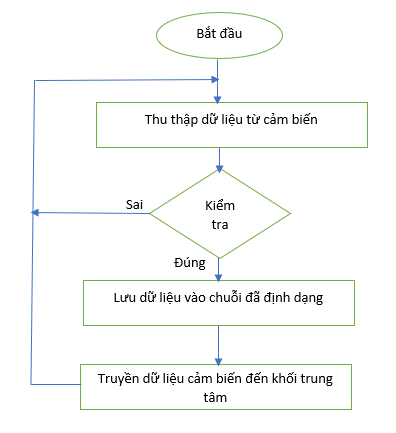 Bắt đầu
Thu thập dữ liệu từ cảm biến
Kiểm
tra
Sai
Đúng
Lưu dữ liệu vào chuỗi đã định dạng
Truyền dữ liệu cảm biến đến khối trung
tâm